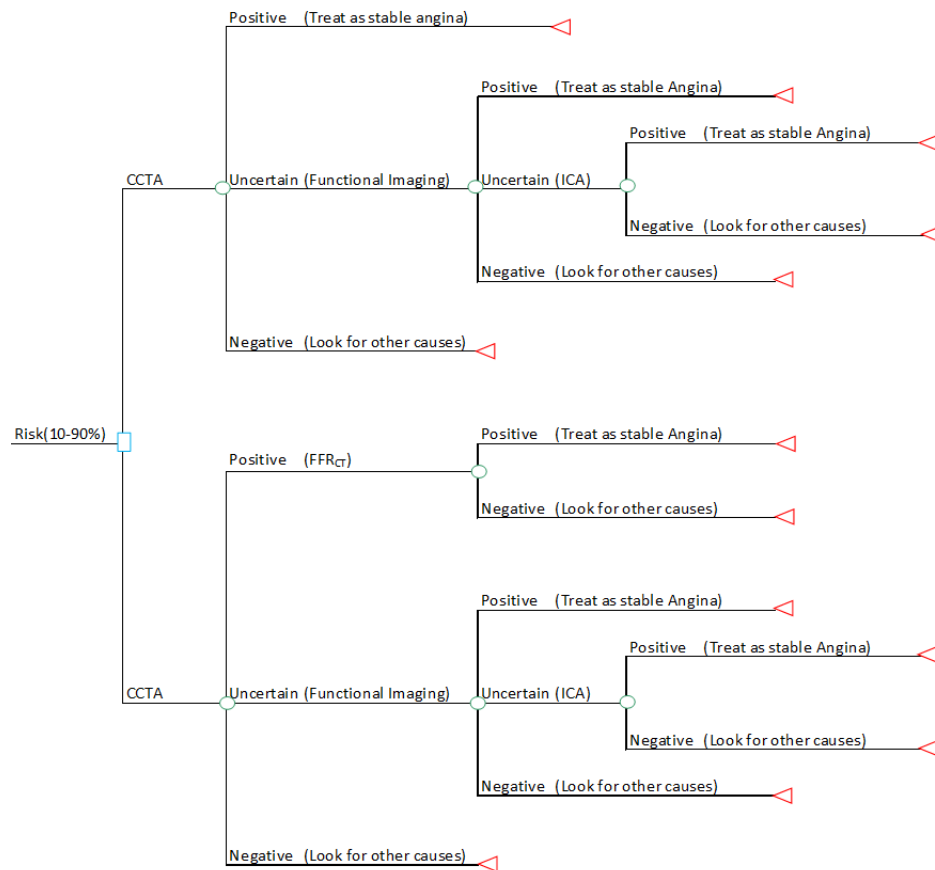 Positive (Treat as stable angina)
Positive (Treat as stable Angina)
Positive (Treat as stable Angina)
CCTA
Uncertain (Functional Imaging)
Uncertain (ICA)
Negative (Look for other causes)
Negative (Look for other causes)
Negative (Look for other causes)
Risk(10-90%)
Positive (Treat as stable Angina)
Positive (FFRCT)
Negative (Look for other causes)
Positive (Treat as stable Angina)
Positive (Treat as stable Angina)
CCTA
Uncertain (Functional Imaging)
Uncertain (ICA)
Negative (Look for other causes)
Negative (Look for other causes)
Negative (Look for other causes)